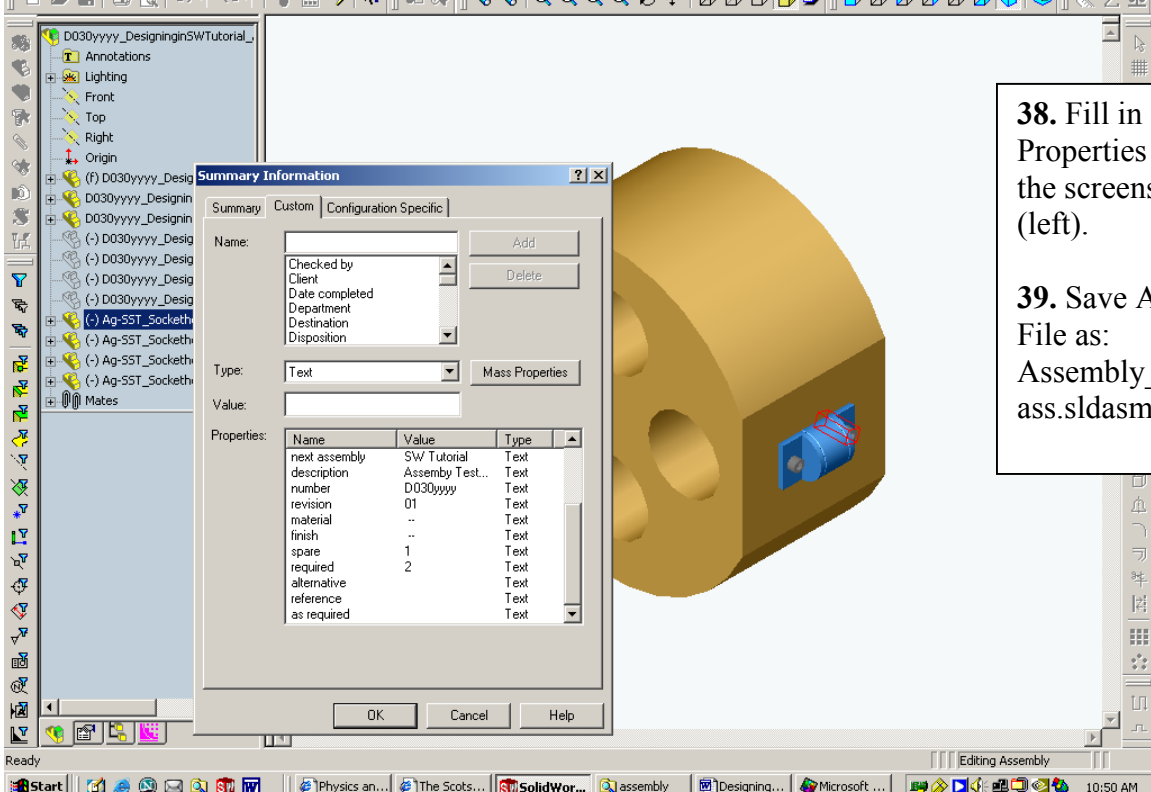 D030yyyy_DesigninginSWTutorial_
Annotations
Lighting
Front
Top
Right
Origin
(f) D030yyyy_Desig
D030yyyy_Designin
D030yyyy_Designin
(-) D030yyyy_Desig
(-) D030yyyy_Desig
(-) D030yyyy_Desig
(-) D030yyyy_Desig
(-) Ag-SST_Sockethe
(-) Ag-SST_Socketh
(-) Ag-SST_Socketh
(-) Ag-SST_Socketh
Mates
Summary Information
Summary Custom Configuration Specific
Name: Add
Checked by
Client
Date completed
Department
Destination
Disposition
Delete
Type: Text Mass Properties
Value:
Properties:
Name Value Type
next assembly SW Tutorial Text
description Assemby Test... Text
number D030yyyy Text
revision 01 Text
material -- Text
finish -- Text
spare 1 Text
required 2 Text
alternative Text
reference Text
as required Text
OK Cancel Help
38. Fill in
Properties
the screens
(left).
39. Save A
File as:
Assembly_
ass.sldasm
Ready Editing Assembly
Start Physics an... The Scots... SolidWor... assembly Designing... Microsoft ... 10:50 AM